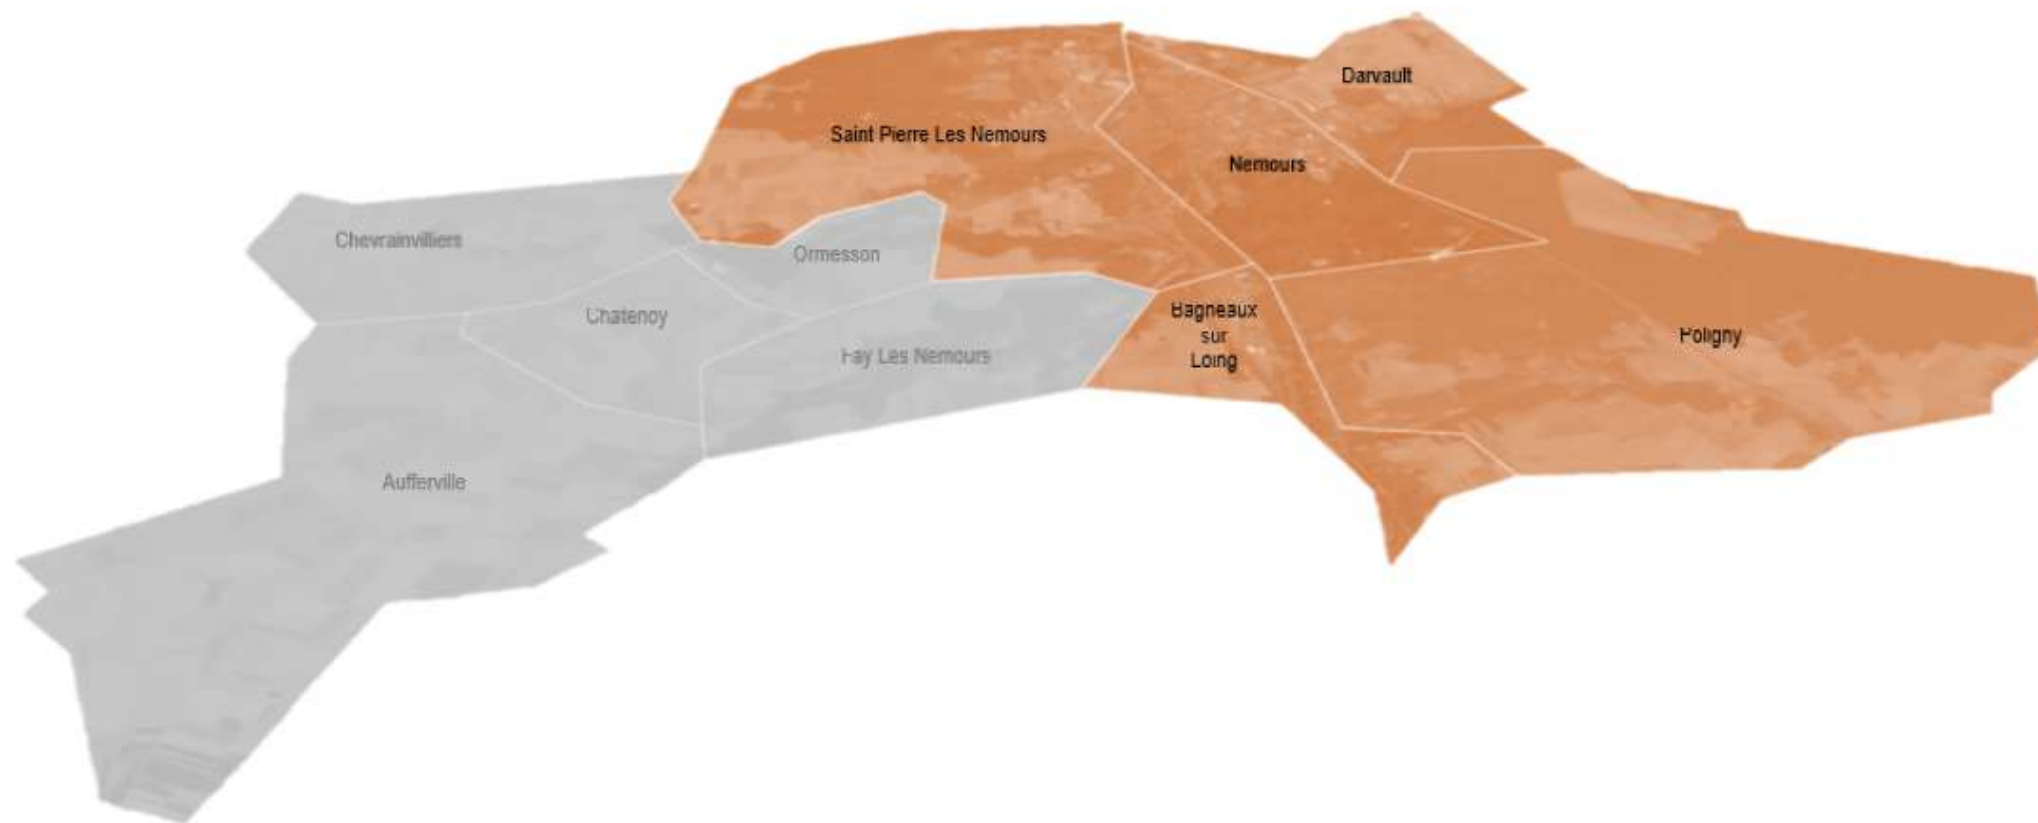 Darvault
Saint Pierre Les Nemours
Nemours
Chevrainvilliers
Ormesson
Chatenoy
Bagneaux
sur
Loing
Poligny
Fay Les Nemours
Aufferville